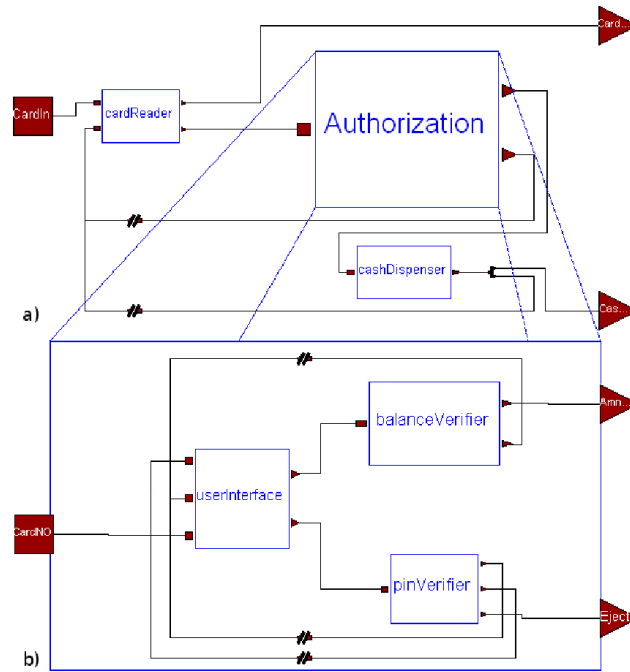 Card...
CardIn
cardReader
Authorization
cashDispenser
a)
Cas...
balanceVerifier
Amn...
userInterface
CardNO
pinVerifier
Eject
b)